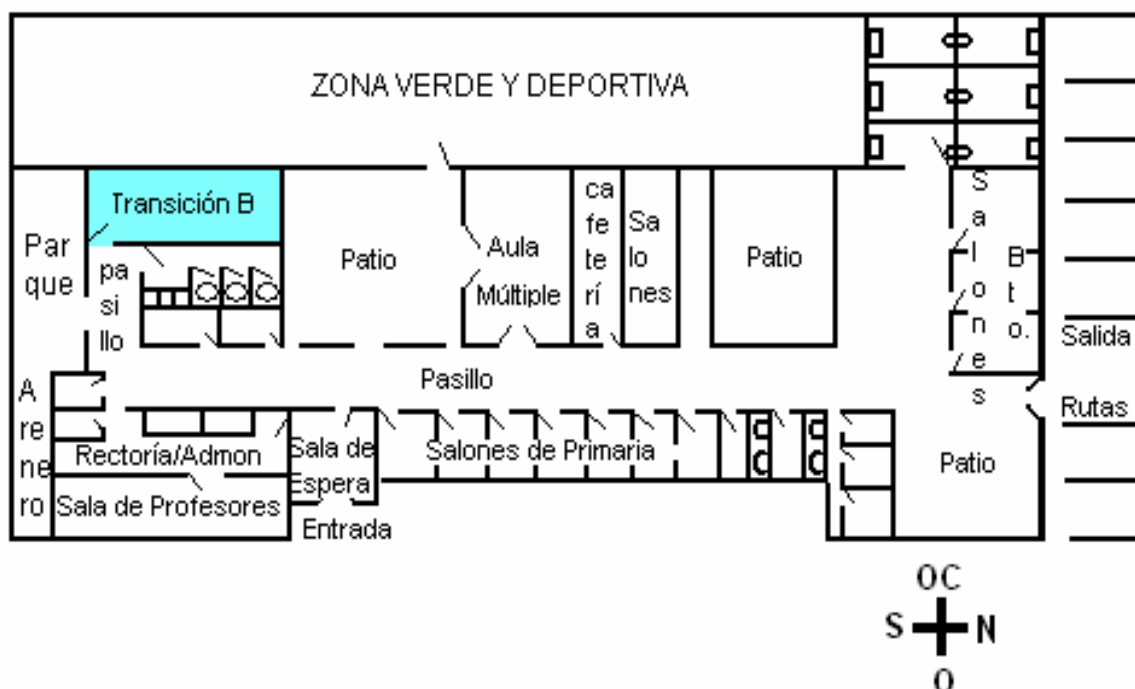 ZONA VERDE Y DEPORTIVA
Transición B
Par
que
pa
si
llo
Patio
Aula
Múltiple
ca
fe
te
rí
a
Sa
lo
nes
Patio
S
a
l
o
n
e
s
B
t
o.
Salida
Rutas
Pasillo
A
re
ne
ro
Rectoría/Admon
Sala de Profesores
Sala de
Espera
Entrada
Salones de Primaria
Patio
OC
S N
O